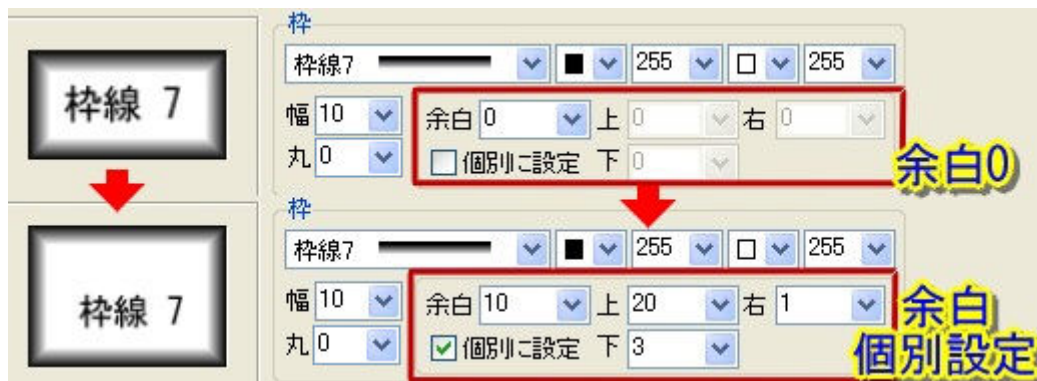 枠
枠線7 255 255
枠線 7
幅 10 余白 0 上 0 右 0
丸 0 個別に設定 下 0
余白0
枠
枠線7 255 255
枠線 7
幅 10 余白 10 上 20 右 1
丸 0 個別に設定 下 3
余白
個別設定